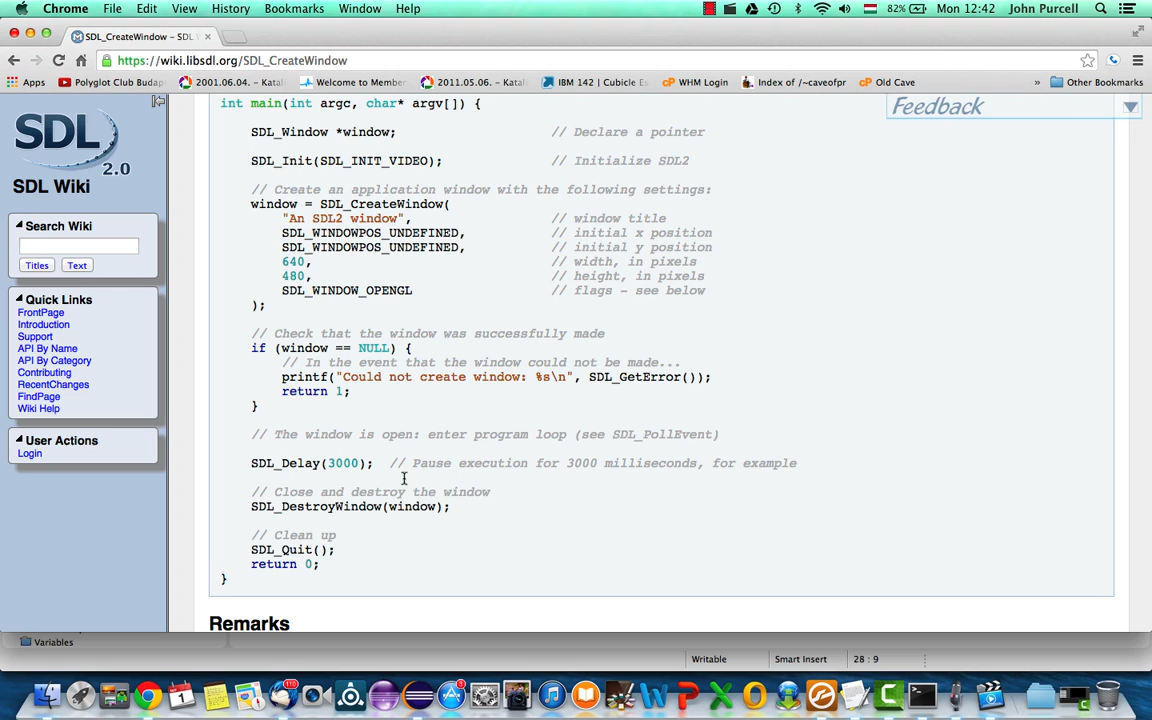 Chrome File Edit View History Bookmarks Window Help 82% Mon 12:42 John Purcell
SDL_CreateWindow – SDL
https://wiki.libsdl.org/SDL_CreateWindow
Apps Polyglot Club Budap 2001.06.04. - Katali Welcome to Member 2011.05.06. - Katali IBM 142 | Cubicle Es WHM Login Index of /~caveofpr Old Cave » Other Bookmarks
SDL
2.0
SDL Wiki
Search Wiki
Titles Text
Quick Links
FrontPage
Introduction
Support
API By Name
API By Category
Contributing
RecentChanges
FindPage
Wiki Help
User Actions
Login
Feedback
int main(int argc, char* argv[]) {
SDL_Window *window; // Declare a pointer
SDL_Init(SDL_INIT_VIDEO); // Initialize SDL2
// Create an application window with the following settings:
window = SDL_CreateWindow(
"An SDL2 window", // window title
SDL_WINDOWPOS_UNDEFINED, // initial x position
SDL_WINDOWPOS_UNDEFINED, // initial y position
640, // width, in pixels
480, // height, in pixels
SDL_WINDOW_OPENGL // flags - see below
);
// Check that the window was successfully made
if (window == NULL) {
// In the event that the window could not be made...
printf("Could not create window: %s\n", SDL_GetError());
return 1;
}
// The window is open: enter program loop (see SDL_PollEvent)
SDL_Delay(3000); // Pause execution for 3000 milliseconds, for example
// Close and destroy the window
SDL_DestroyWindow(window);
// Clean up
SDL_Quit();
return 0;
}
Remarks
Variables
Writable Smart Insert 28 : 9